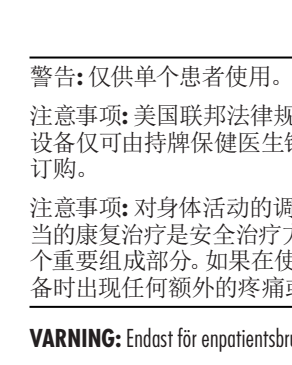 警告: 仅供单个患者使用。
注意事项: 美国联邦法律规
设备仅可由持牌保健医生
订购。
注意事项: 对身体活动的调
当的康复治疗是安全治疗
个重要组成部分。如果在使
备时出现任何额外的疼痛
VARNING: Endast för enpatientsbru